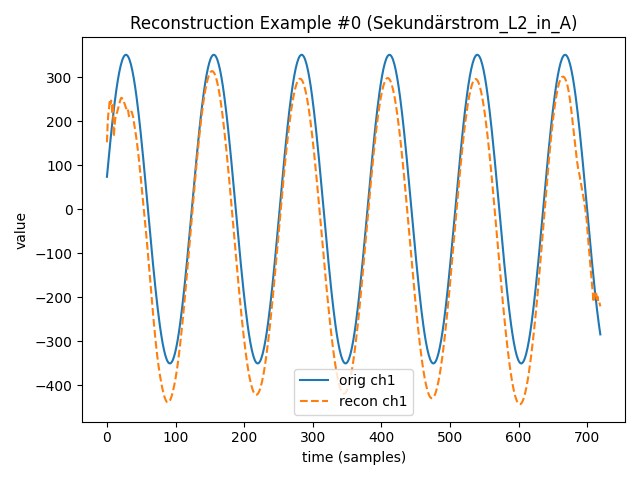 Reconstruction Example #0 (Sekundärstrom_L2_in_A)
value
300
200
100
0
−100
−200
−300
−400
orig ch1
recon ch1
0 100 200 300 400 500 600 700
time (samples)